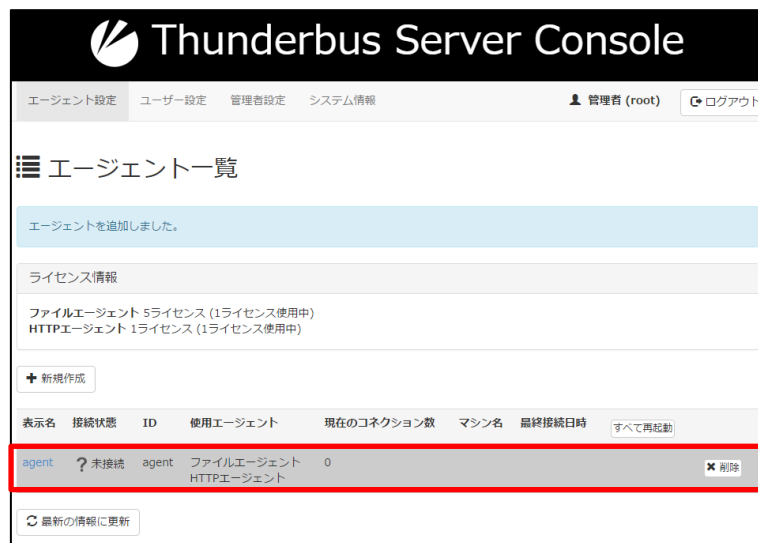 Thunderbus Server Console
エージェント設定 ユーザー設定 管理者設定 システム情報 管理者 (root) ログアウト
エージェント一覧
エージェントを追加しました。
ライセンス情報
ファイルエージェント 5ライセンス (1ライセンス使用中)
HTTPエージェント 1ライセンス (1ライセンス使用中)
新規作成
表示名 接続状態 ID 使用エージェント 現在のコネクション数 マシン名 最終接続日時 すべて再起動
agent ? 未接続 agent ファイルエージェント 0 削除
HTTPエージェント
最新の情報に更新